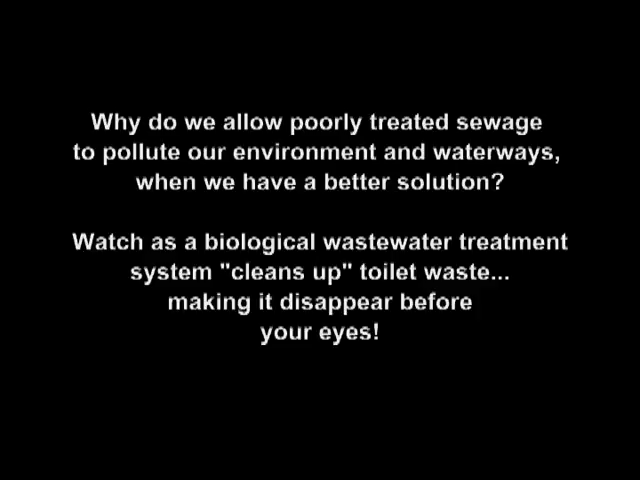 Why do we allow poorly treated sewage
to pollute our environment and waterways,
when we have a better solution?
Watch as a biological wastewater treatment
system "cleans up" toilet waste...
making it disappear before
your eyes!